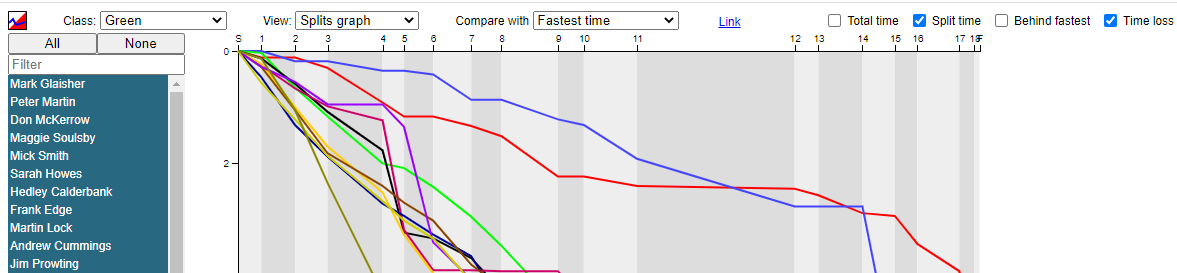 Class: Green View: Splits graph Compare with Fastest time Link Total time Split time Behind fastest Time loss
All None
S 1 2 3 4 5 6 7 8 9 10 11 12 13 14 15 16 17 18 F
0
Filter
Mark Glaisher
Peter Martin
Don McKerrow
Maggie Soulsby
Mick Smith
2
Sarah Howes
Hedley Calderbank
Frank Edge
Martin Lock
Andrew Cummings
Jim Prowting